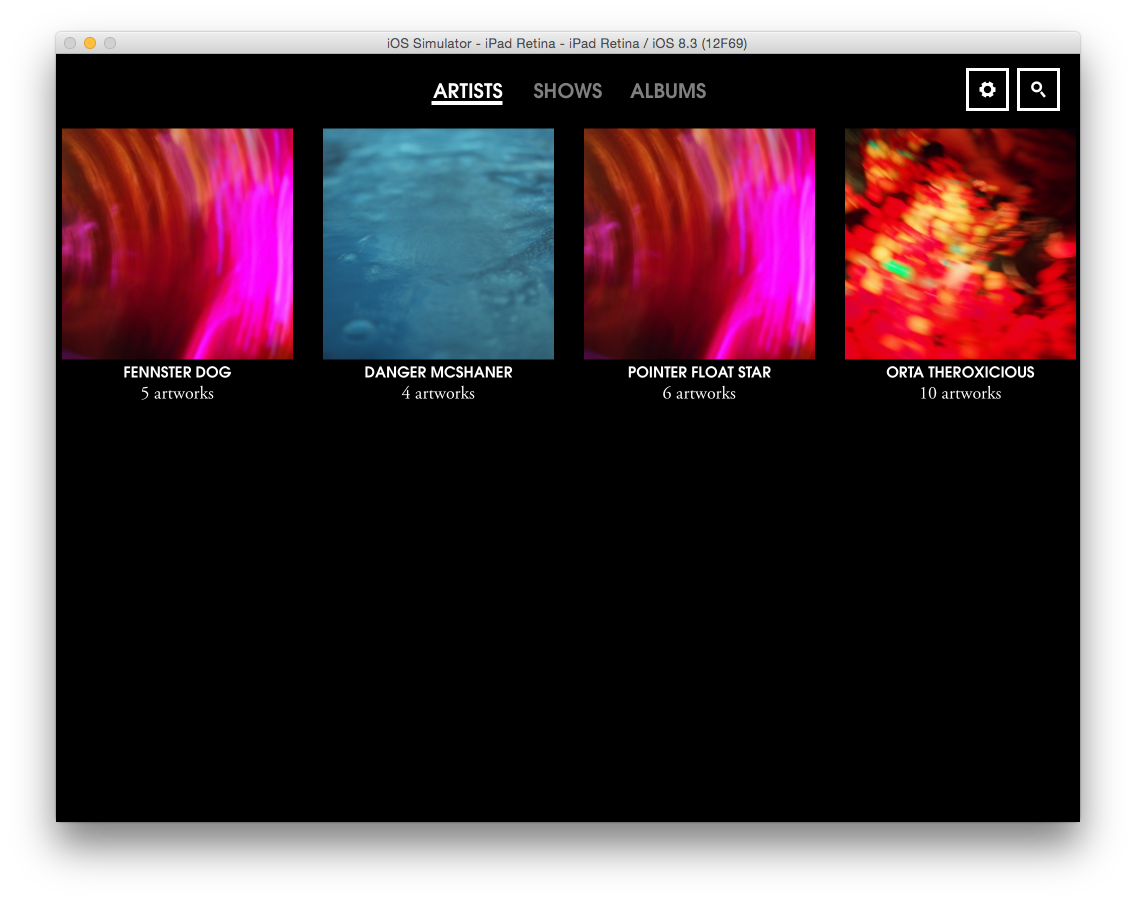 iOS Simulator - iPad Retina - iPad Retina / iOS 8.3 (12F69)
ARTISTS SHOWS ALBUMS
FENNSTER DOG DANGER MCSHANER POINTER FLOAT STAR ORTA THEROXICIOUS
5 artworks 4 artworks 6 artworks 10 artworks